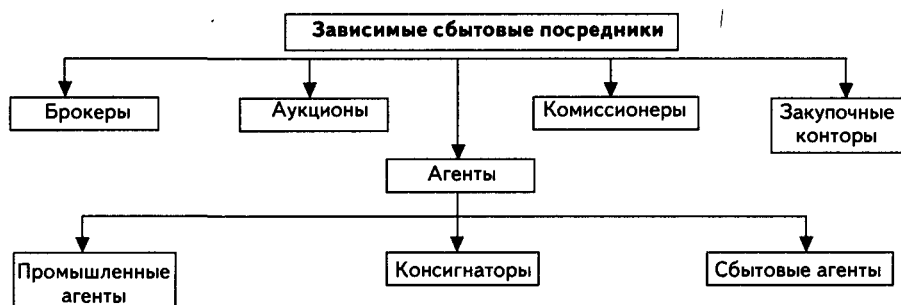 Зависимые сбытовые посредники
Брокеры
Аукционы
Комиссионеры
Закупочные
конторы
Агенты
Промышленные
агенты
Консигнаторы
Сбытовые агенты